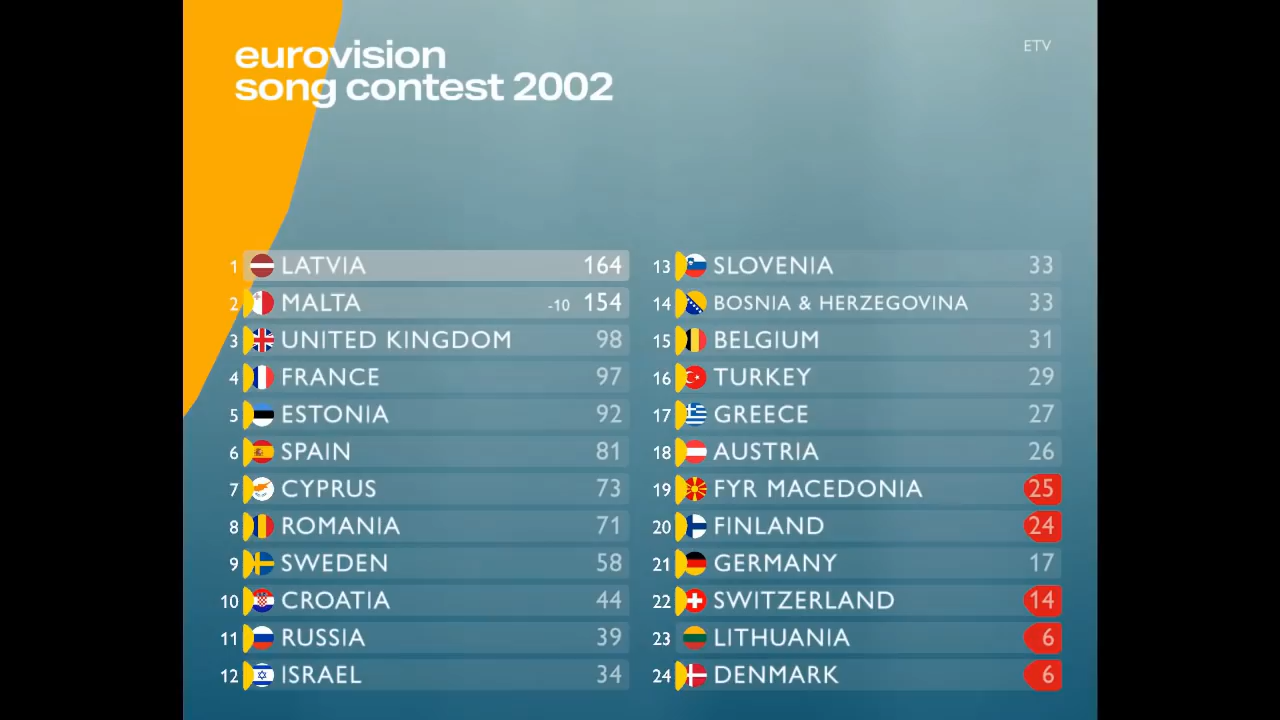 eurovision
song contest 2002
ETV
1 LATVIA 164
2 MALTA -10 154
3 UNITED KINGDOM 98
4 FRANCE 97
5 ESTONIA 92
6 SPAIN 81
7 CYPRUS 73
8 ROMANIA 71
9 SWEDEN 58
10 CROATIA 44
11 RUSSIA 39
12 ISRAEL 34
13 SLOVENIA 33
14 BOSNIA & HERZEGOVINA 33
15 BELGIUM 31
16 TURKEY 29
17 GREECE 27
18 AUSTRIA 26
19 FYR MACEDONIA 25
20 FINLAND 24
21 GERMANY 17
22 SWITZERLAND 14
23 LITHUANIA 6
24 DENMARK 6